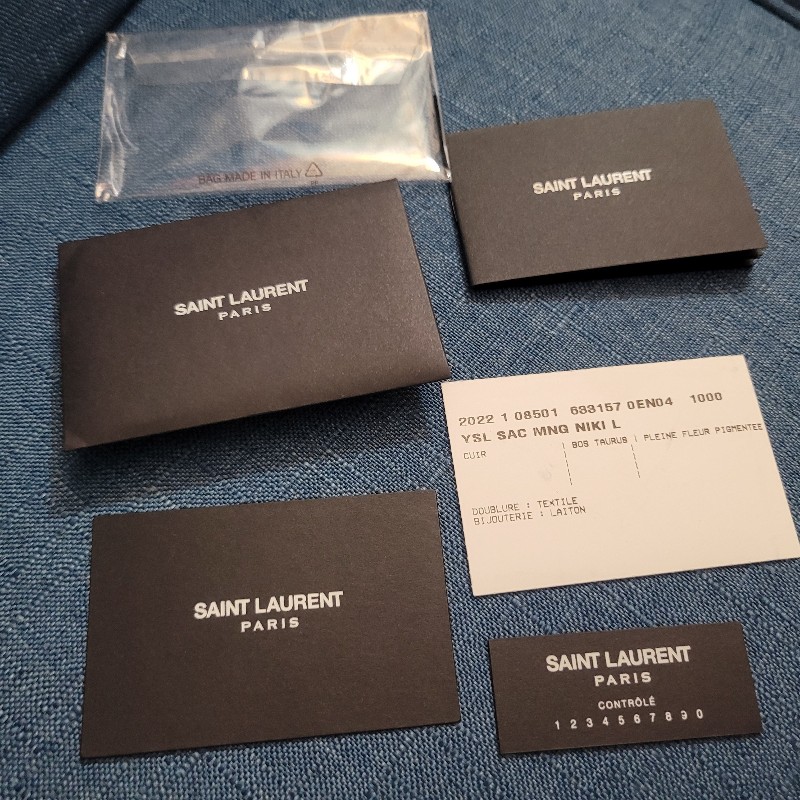 BAG MADE IN ITALY
SAINT LAURENT
PARIS
SAINT LAURENT
PARIS
2022 1 08501 633157 0EN04 1000
YSL SAC MNG NIKI L
CUIR | BOS TAURUS | PLEINE FLEUR PIGMENTEE
DOUBLURE : TEXTILE
BIJOUTERIE : LAITON
SAINT LAURENT
PARIS
SAINT LAURENT
PARIS
CONTRÔLÉ
1 2 3 4 5 6 7 8 9 0